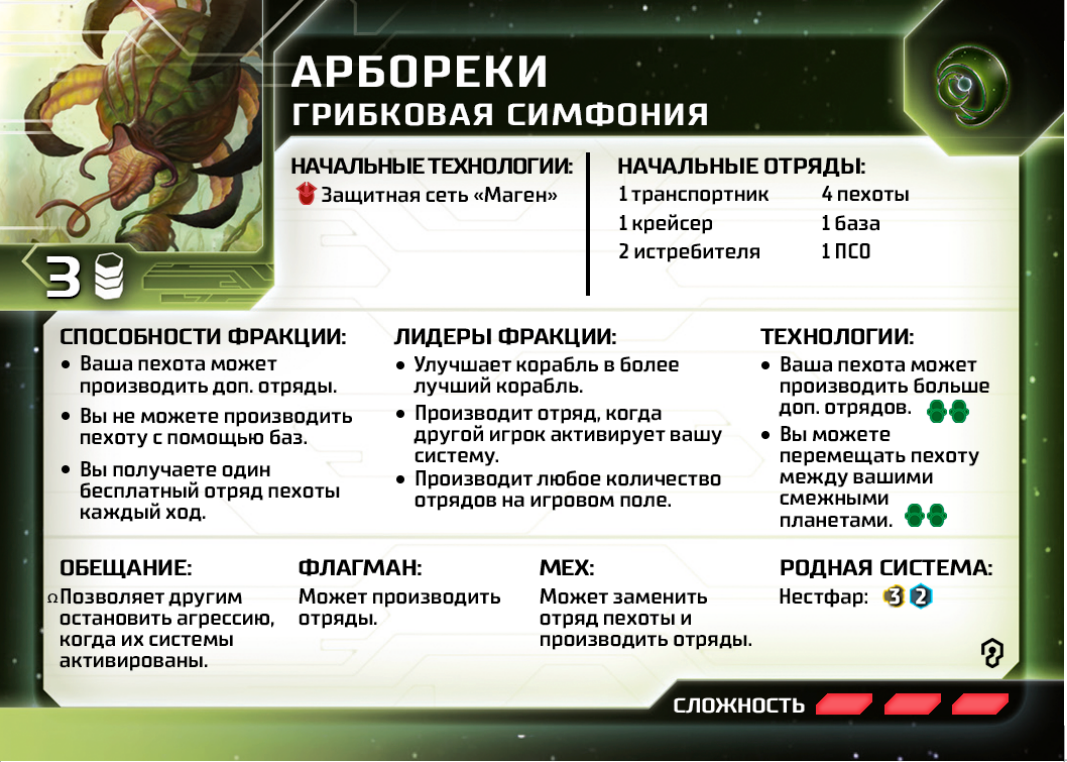 АРБОРЕКИ
ГРИБКОВАЯ СИМФОНИЯ
3
НАЧАЛЬНЫЕ ТЕХНОЛОГИИ:
Защитная сеть «Маген»
НАЧАЛЬНЫЕ ОТРЯДЫ:
1 транспортник 4 пехоты
1 крейсер 1 база
2 истребителя 1 ПСО
СПОСОБНОСТИ ФРАКЦИИ:
• Ваша пехота может
производить доп. отряды.
• Вы не можете производить
пехоту с помощью баз.
• Вы получаете один
бесплатный отряд пехоты
каждый ход.
ЛИДЕРЫ ФРАКЦИИ:
• Улучшает корабль в более
лучший корабль.
• Производит отряд, когда
другой игрок активирует вашу
систему.
• Производит любое количество
отрядов на игровом поле.
ТЕХНОЛОГИИ:
• Ваша пехота может
производить больше
доп. отрядов.
• Вы можете
перемещать пехоту
между вашими
смежными
планетами.
ОБЕЩАНИЕ:
Ω Позволяет другим
остановить агрессию,
когда их системы
активированы.
ФЛАГМАН:
Может производить
отряды.
МЕХ:
Может заменить
отряд пехоты и
производить отряды.
РОДНАЯ СИСТЕМА:
Нестфар: 3 2
СЛОЖНОСТЬ